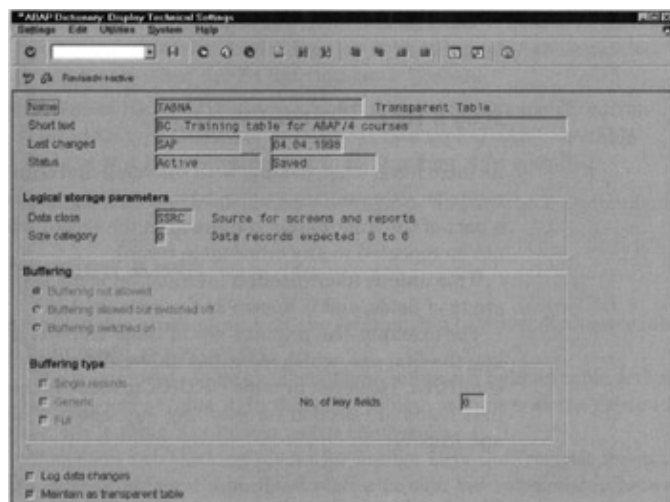 ABAP Dictionary: Display Technical Settings
Settings Edit Utilities System Help
Revised<->active
Name TABNA Transparent Table
Short text BC Training table for ABAP/4 courses
Last changed SAP 04.04.1998
Status Active Saved
Logical storage parameters
Data class SSRC Source for screens and reports
Size category 0 Data records expected: 0 to 0
Buffering
Buffering not allowed
Buffering allowed but switched off
Buffering switched on
Buffering type
Single records
Generic No. of key fields 0
Full
Log data changes
Maintain as transparent table